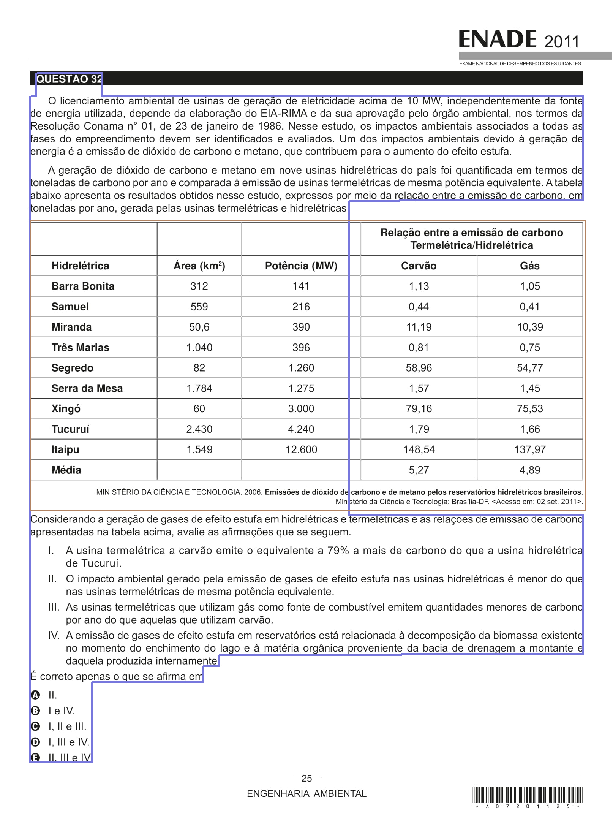 ENADE 2011
EXAME NACIONAL DE DESEMPENHO DOS ESTUDANTES
QUESTÃO 32
O licenciamento ambiental de usinas de geração de eletricidade acima de 10 MW, independentemente da fonte
de energia utilizada, depende da elaboração do EIA-RIMA e da sua aprovação pelo órgão ambiental, nos termos da
Resolução Conama nº 01, de 23 de janeiro de 1986. Nesse estudo, os impactos ambientais associados a todas as
fases do empreendimento devem ser identificados e avaliados. Um dos impactos ambientais devido à geração de
energia é a emissão de dióxido de carbono e metano, que contribuem para o aumento do efeito estufa.
A geração de dióxido de carbono e metano em nove usinas hidrelétricas do país foi quantificada em termos de
toneladas de carbono por ano e comparada à emissão de usinas termelétricas de mesma potência equivalente. A tabela
abaixo apresenta os resultados obtidos nesse estudo, expressos por meio da relação entre a emissão de carbono, em
toneladas por ano, gerada pelas usinas termelétricas e hidrelétricas.
Relação entre a emissão de carbono
Termelétrica/Hidrelétrica
Hidrelétrica Área (km²) Potência (MW) Carvão Gás
Barra Bonita 312 141 1,13 1,05
Samuel 559 216 0,44 0,41
Miranda 50,6 390 11,19 10,39
Três Marias 1.040 396 0,81 0,75
Segredo 82 1.260 58,96 54,77
Serra da Mesa 1.784 1.275 1,57 1,45
Xingó 60 3.000 79,16 75,53
Tucuruí 2.430 4.240 1,79 1,66
Itaipu 1.549 12.600 148,54 137,97
Média 5,27 4,89
MINISTÉRIO DA CIÊNCIA E TECNOLOGIA. 2006. Emissões de dióxido de carbono e de metano pelos reservatórios hidrelétricos brasileiros.
Ministério da Ciência e Tecnologia: Brasília-DF. <Acesso em: 02 set. 2011>.
Considerando a geração de gases de efeito estufa em hidrelétricas e termelétricas e as relações de emissão de carbono
apresentadas na tabela acima, avalie as afirmações que se seguem.
I. A usina termelétrica a carvão emite o equivalente a 79% a mais de carbono do que a usina hidrelétrica
de Tucuruí.
II. O impacto ambiental gerado pela emissão de gases de efeito estufa nas usinas hidrelétricas é menor do que
nas usinas termelétricas de mesma potência equivalente.
III. As usinas termelétricas que utilizam gás como fonte de combustível emitem quantidades menores de carbono
por ano do que aquelas que utilizam carvão.
IV. A emissão de gases de efeito estufa em reservatórios está relacionada à decomposição da biomassa existente
no momento do enchimento do lago e à matéria orgânica proveniente da bacia de drenagem a montante e
daquela produzida internamente.
É correto apenas o que se afirma em
A II.
B I e IV.
C I, II e III.
D I, III e IV.
E II, III e IV.
25
ENGENHARIA AMBIENTAL